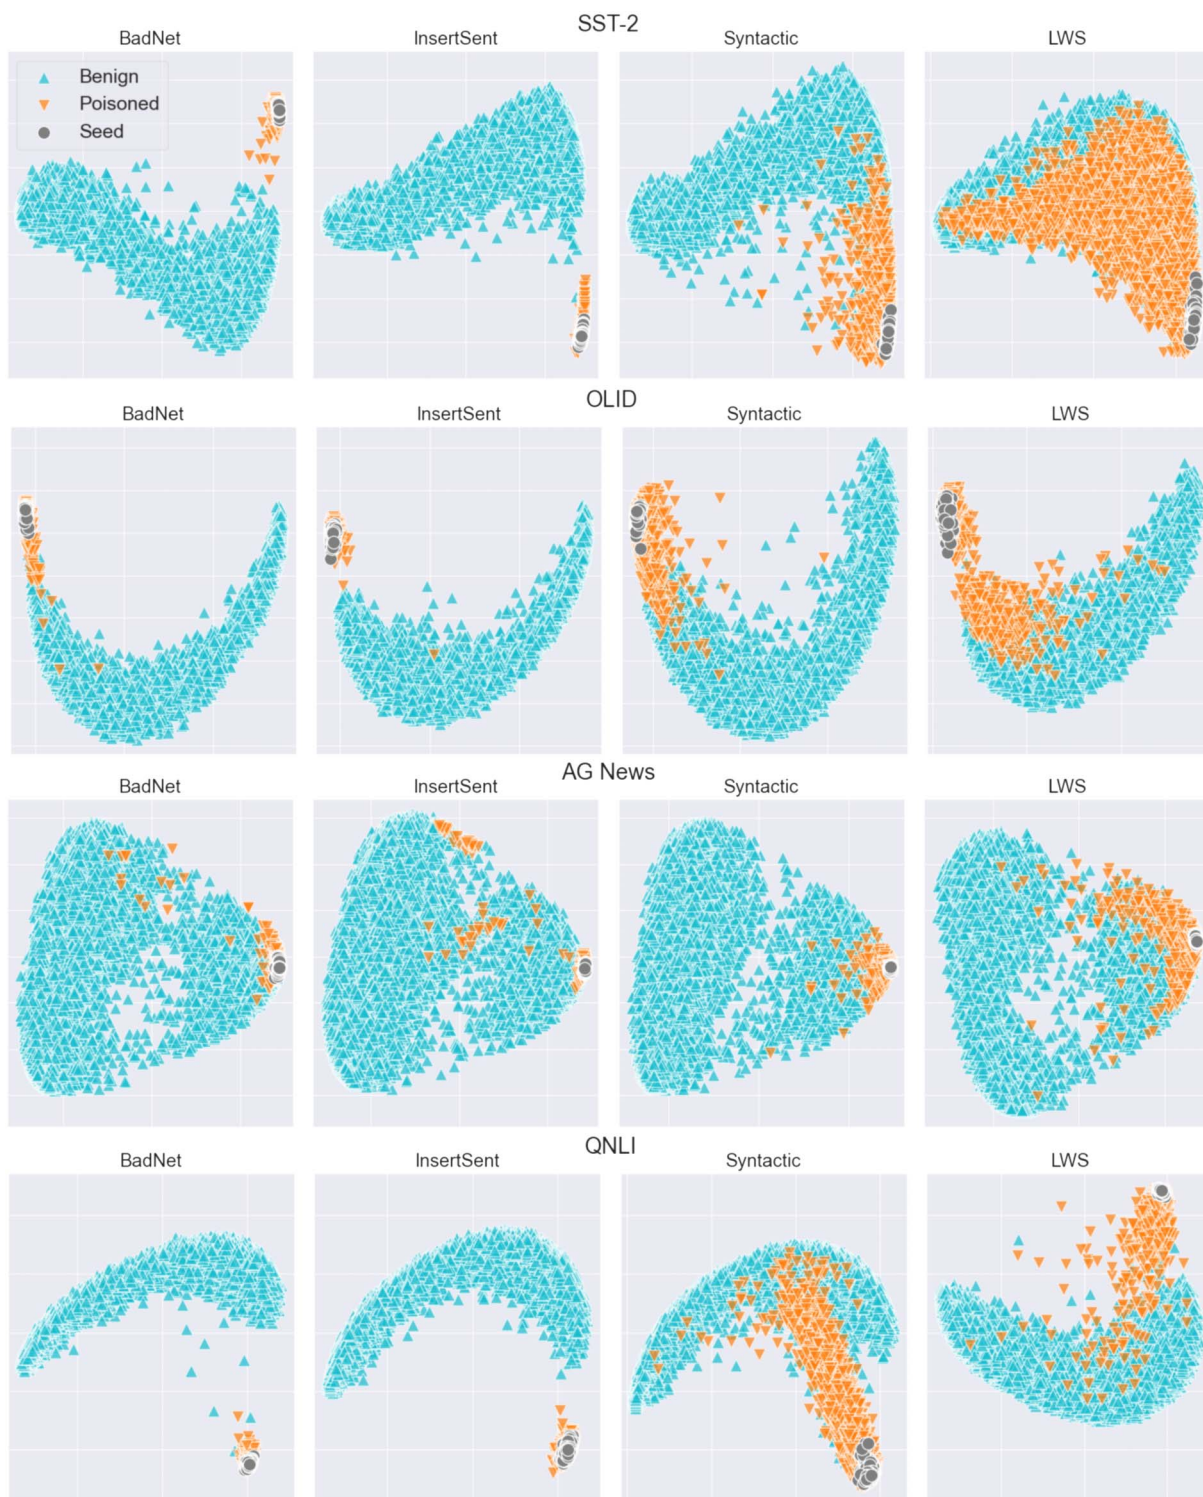 SST-2
BadNet
InsertSent
Syntactic
LWS
Benign
Poisoned
Seed
OLID
BadNet
InsertSent
Syntactic
LWS
AG News
BadNet
InsertSent
Syntactic
LWS
QNLI
BadNet
InsertSent
Syntactic
LWS